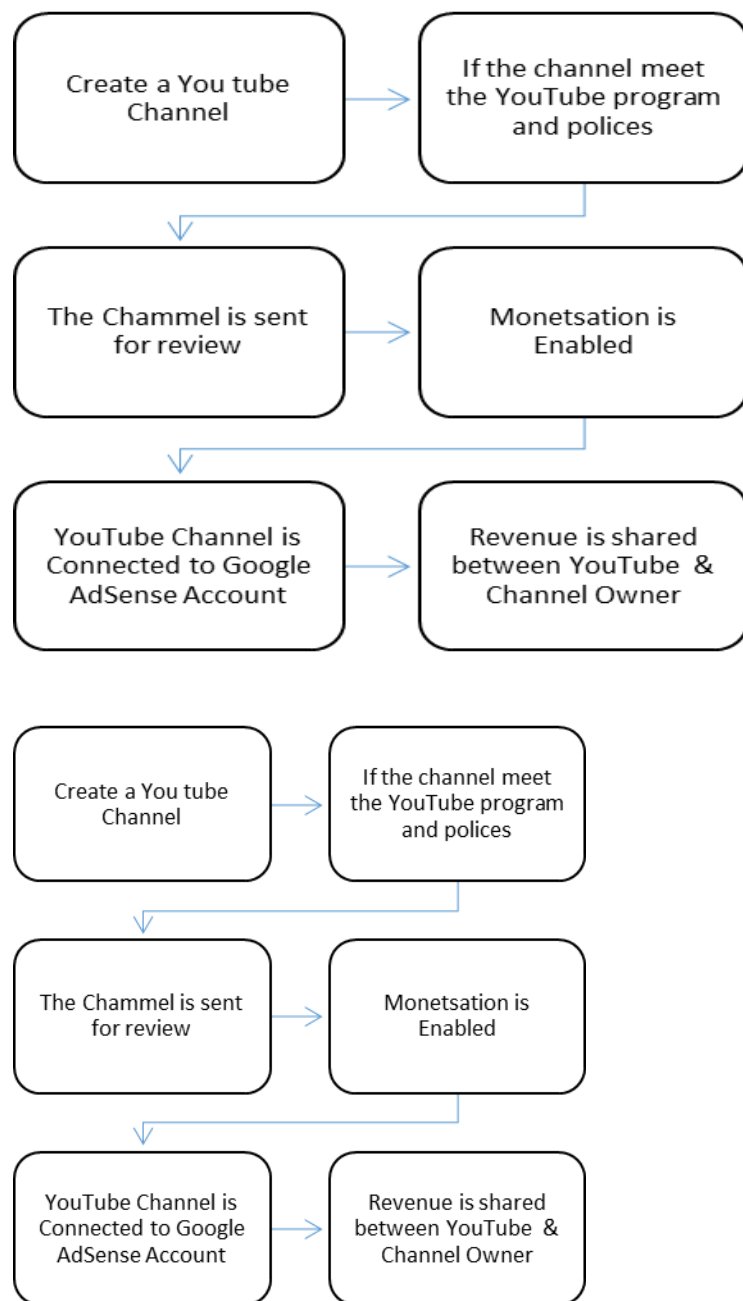 Create a You tube
Channel
If the channel meet
the YouTube program
and polices
The Chammel is sent
for review
Monetsation is
Enabled
YouTube Channel is
Connected to Google
AdSense Account
Revenue is shared
between YouTube &
Channel Owner
Create a You tube
Channel
If the channel meet
the YouTube program
and polices
The Chammel is sent
for review
Monetsation is
Enabled
YouTube Channel is
Connected to Google
AdSense Account
Revenue is shared
between YouTube &
Channel Owner